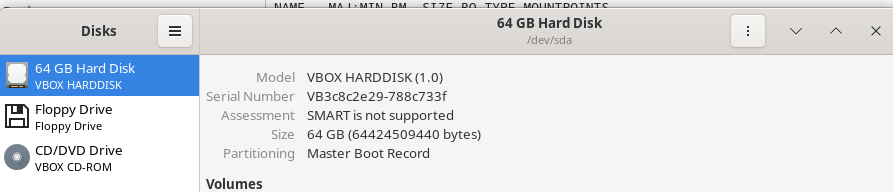 NAME MAJ:MIN RM SIZE RO TYPE MOUNTPOINTS
Disks
64 GB Hard Disk
/dev/sda
64 GB Hard Disk
VBOX HARDDISK
Floppy Drive
Floppy Drive
CD/DVD Drive
VBOX CD-ROM
Model VBOX HARDDISK (1.0)
Serial Number VB3c8c2e29-788c733f
Assessment SMART is not supported
Size 64 GB (64424509440 bytes)
Partitioning Master Boot Record
Volumes